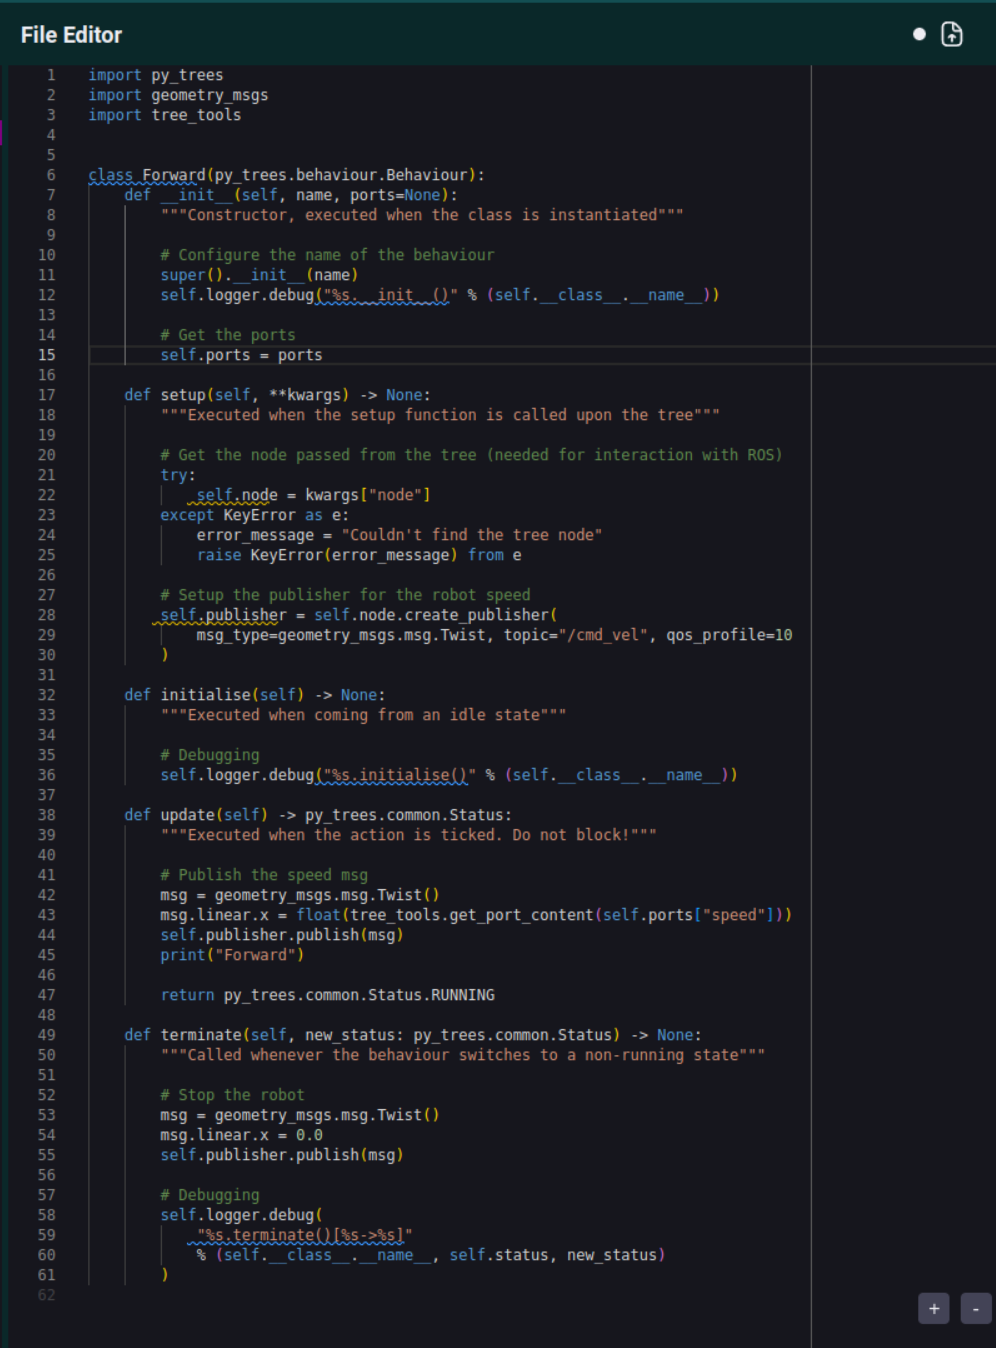 File Editor
1 import py_trees
2 import geometry_msgs
3 import tree_tools
4
5
6 class Forward(py_trees.behaviour.Behaviour):
7     def __init__(self, name, ports=None):
8         """Constructor, executed when the class is instantiated"""
9
10         # Configure the name of the behaviour
11         super().__init__(name)
12         self.logger.debug("%s.__init__()" % (self.__class__.__name__))
13
14         # Get the ports
15         self.ports = ports
16
17     def setup(self, **kwargs) -> None:
18         """Executed when the setup function is called upon the tree"""
19
20         # Get the node passed from the tree (needed for interaction with ROS)
21         try:
22             self.node = kwargs["node"]
23         except KeyError as e:
24             error_message = "Couldn't find the tree node"
25             raise KeyError(error_message) from e
26
27         # Setup the publisher for the robot speed
28         self.publisher = self.node.create_publisher(
29             msg_type=geometry_msgs.msg.Twist, topic="/cmd_vel", qos_profile=10
30         )
31
32     def initialise(self) -> None:
33         """Executed when coming from an idle state"""
34
35         # Debugging
36         self.logger.debug("%s.initialise()" % (self.__class__.__name__))
37
38     def update(self) -> py_trees.common.Status:
39         """Executed when the action is ticked. Do not block!"""
40
41         # Publish the speed msg
42         msg = geometry_msgs.msg.Twist()
43         msg.linear.x = float(tree_tools.get_port_content(self.ports["speed"]))
44         self.publisher.publish(msg)
45         print("Forward")
46
47         return py_trees.common.Status.RUNNING
48
49     def terminate(self, new_status: py_trees.common.Status) -> None:
50         """Called whenever the behaviour switches to a non-running state"""
51
52         # Stop the robot
53         msg = geometry_msgs.msg.Twist()
54         msg.linear.x = 0.0
55         self.publisher.publish(msg)
56
57         # Debugging
58         self.logger.debug(
59             "%s.terminate()[%s->%s]"
60             % (self.__class__.__name__, self.status, new_status)
61         )
62
+ -